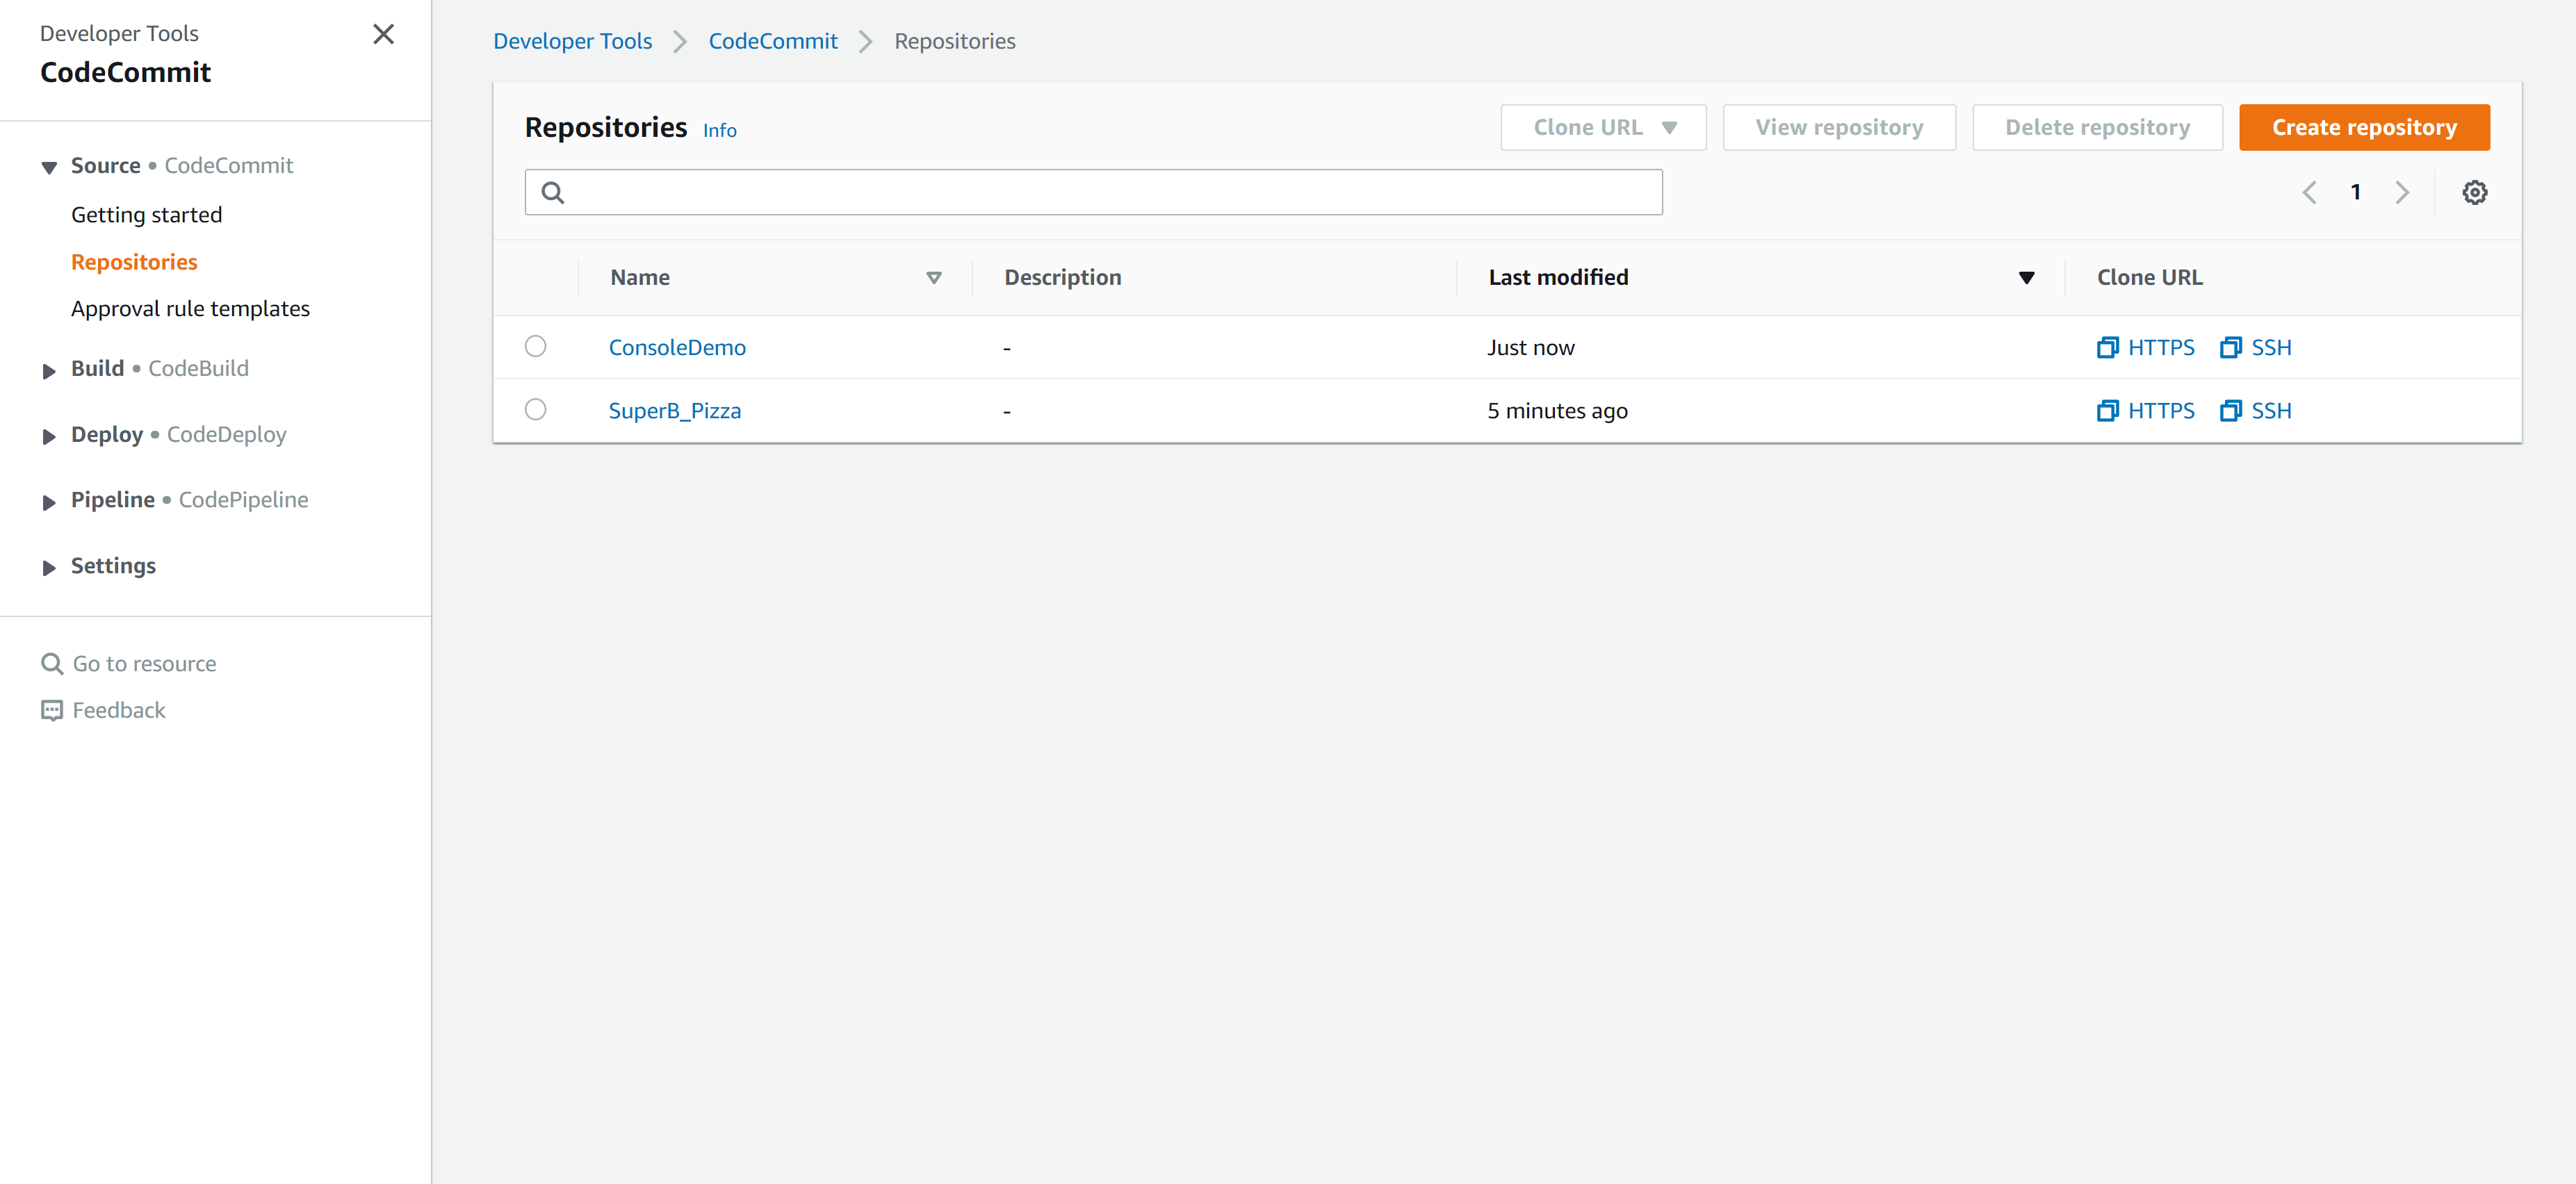 Developer Tools
CodeCommit
Source • CodeCommit
Getting started
Repositories
Approval rule templates
Build • CodeBuild
Deploy • CodeDeploy
Pipeline • CodePipeline
Settings
Go to resource
Feedback
Developer Tools > CodeCommit > Repositories
Repositories Info Clone URL View repository Delete repository Create repository
1
Name Description Last modified Clone URL
ConsoleDemo - Just now HTTPS SSH
SuperB_Pizza - 5 minutes ago HTTPS SSH